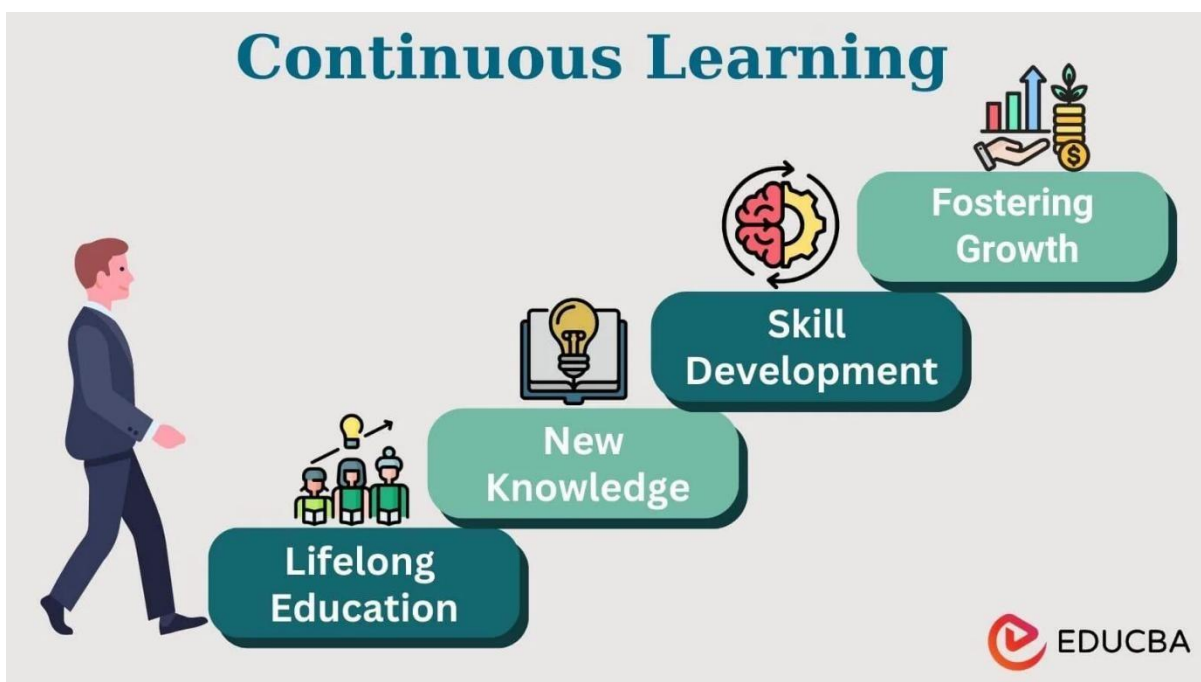 Continuous Learning
Fostering
Growth
Skill
Development
New
Knowledge
Lifelong
Education
$
EDUCBA